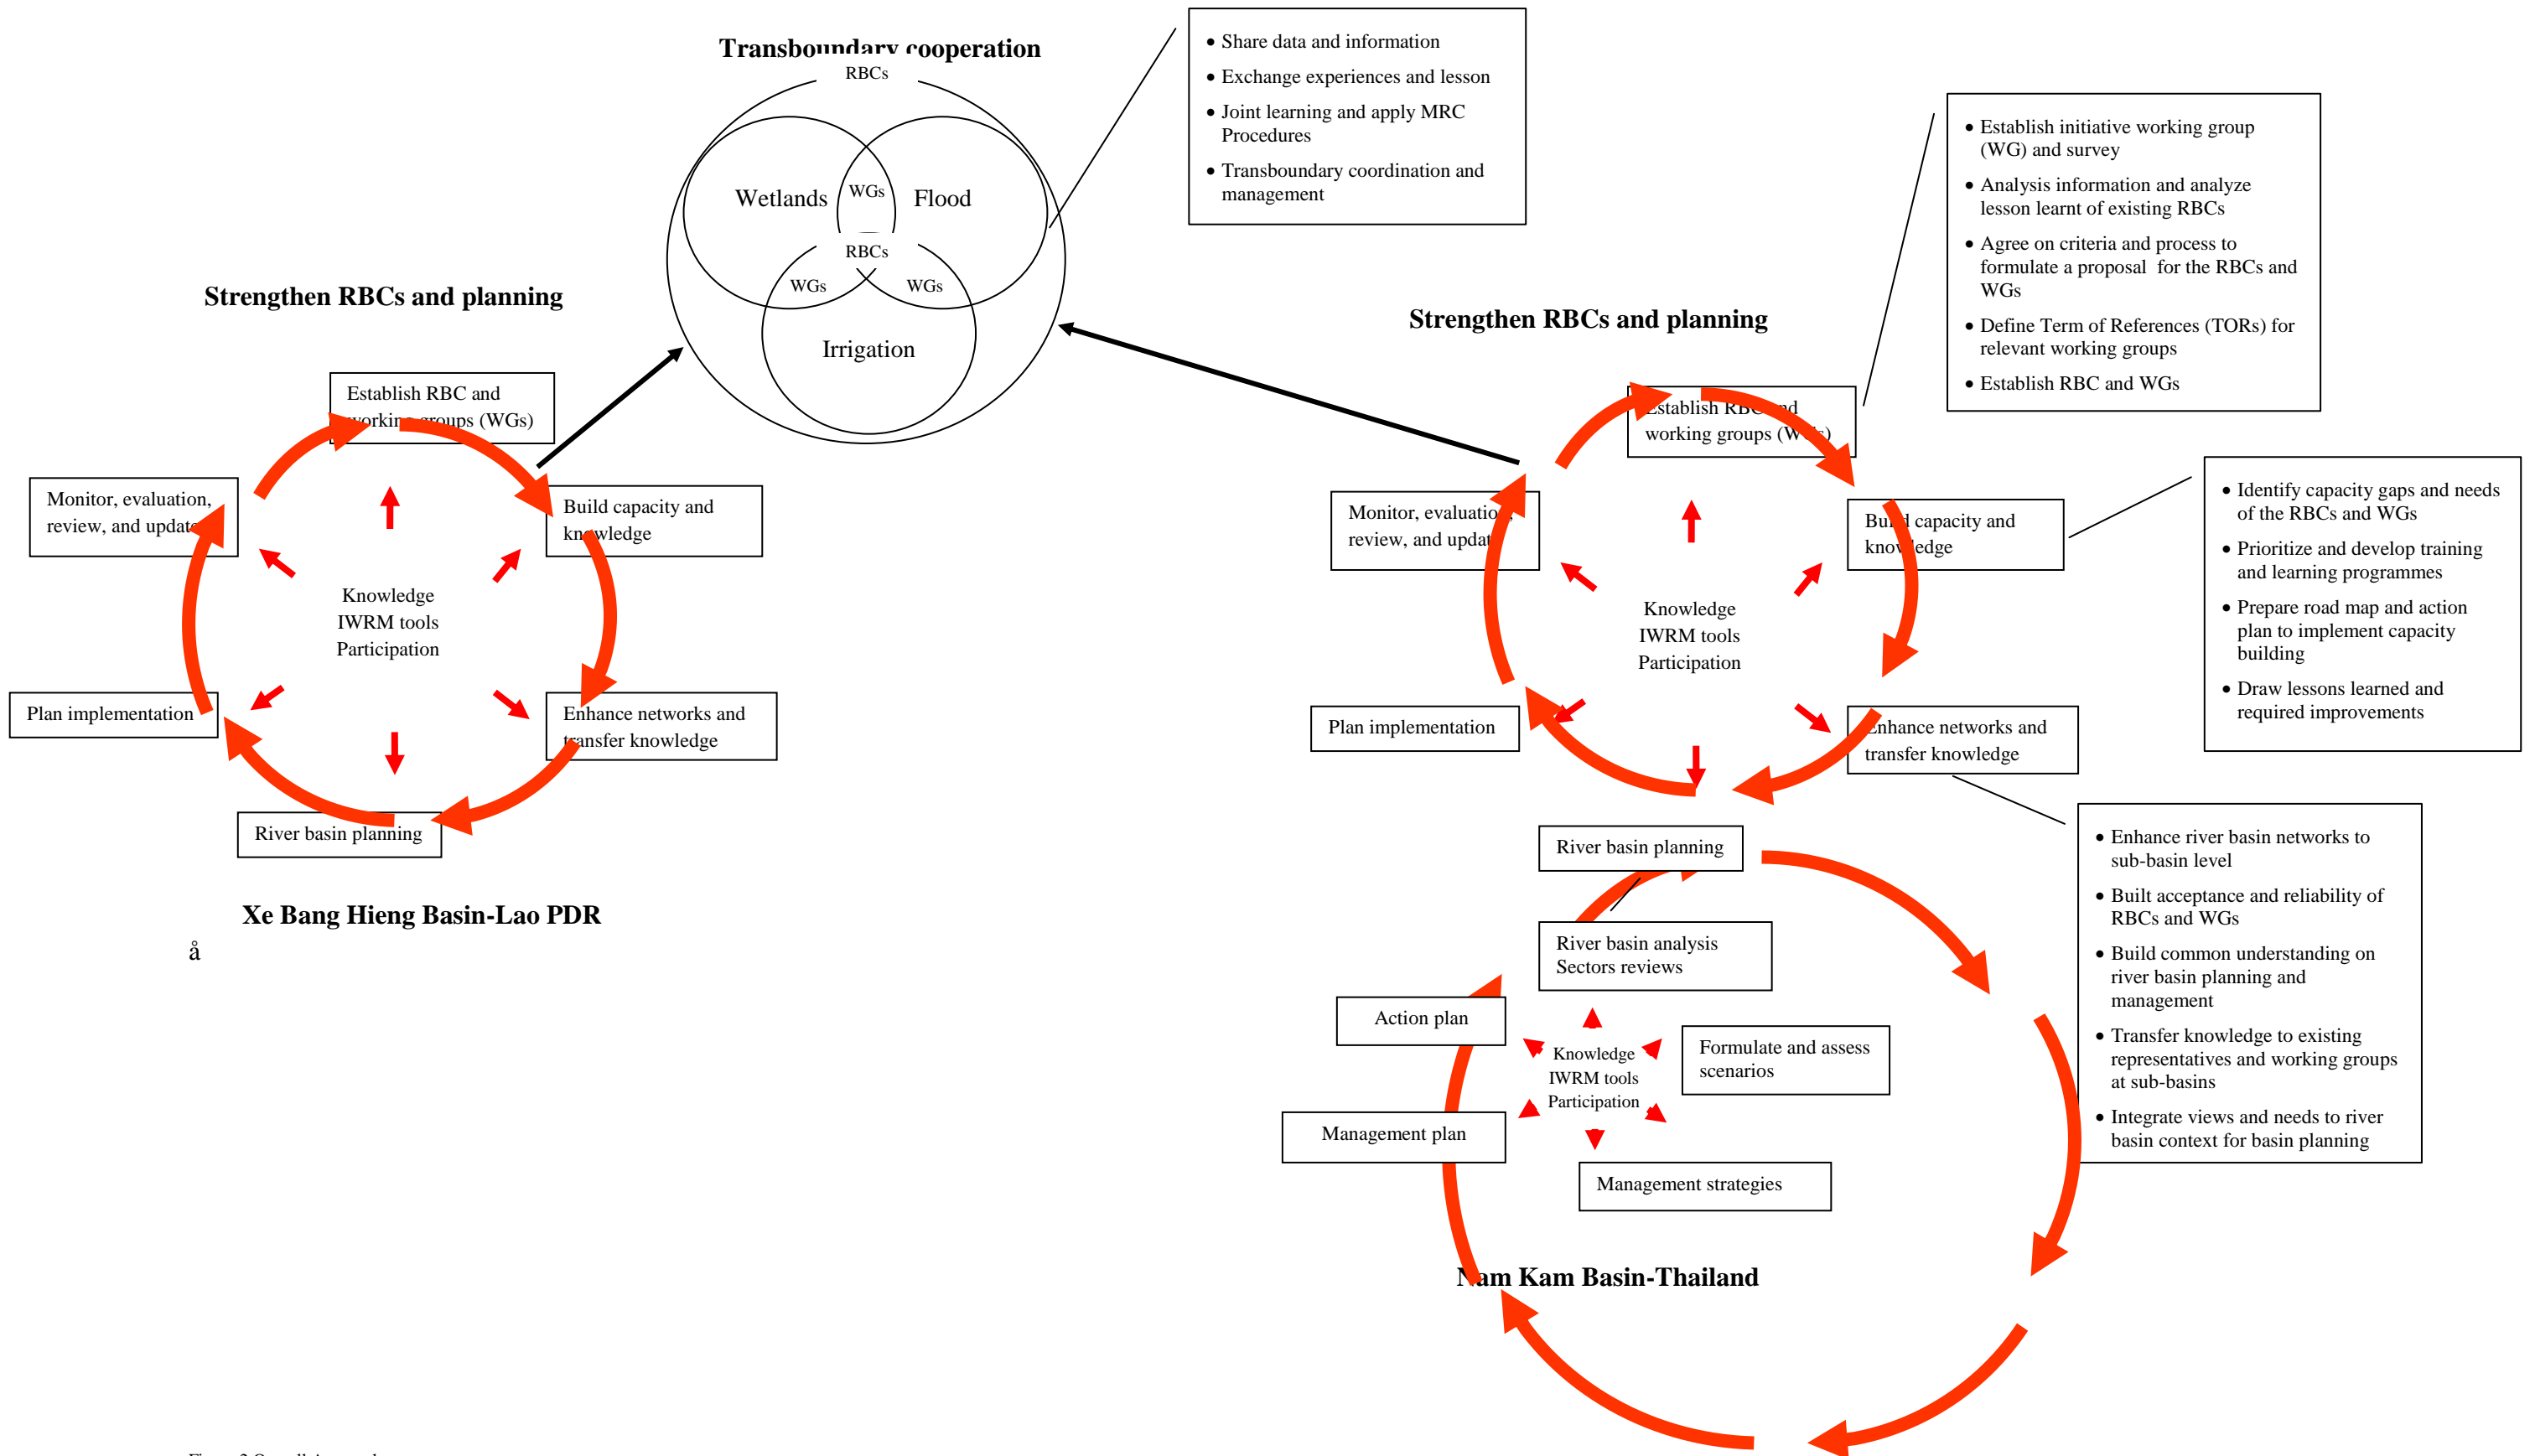 Transboundary cooperation
RBCs
Wetlands
WGs
Flood
RBCs
WGs
WGs
Irrigation
• Share data and information
• Exchange experiences and lesson
• Joint learning and apply MRC
Procedures
• Transboundary coordination and
management
Strengthen RBCs and planning
Establish RBC and
working groups (WGs)
Monitor, evaluation,
review, and update
Build capacity and
knowledge
Knowledge
IWRM tools
Participation
Plan implementation
Enhance networks and
transfer knowledge
River basin planning
Xe Bang Hieng Basin-Lao PDR
å
Strengthen RBCs and planning
Establish RBC and
working groups (WGs)
Monitor, evaluation,
review, and update
Build capacity and
knowledge
Knowledge
IWRM tools
Participation
Plan implementation
Enhance networks and
transfer knowledge
River basin planning
• Establish initiative working group
(WG) and survey
• Analysis information and analyze
lesson learnt of existing RBCs
• Agree on criteria and process to
formulate a proposal  for the RBCs and
WGs
• Define Term of References (TORs) for
relevant working groups
• Establish RBC and WGs
• Identify capacity gaps and needs
of the RBCs and WGs
• Prioritize and develop training
and learning programmes
• Prepare road map and action
plan to implement capacity
building
• Draw lessons learned and
required improvements
• Enhance river basin networks to
sub-basin level
• Built acceptance and reliability of
RBCs and WGs
• Build common understanding on
river basin planning and
management
• Transfer knowledge to existing
representatives and working groups
at sub-basins
• Integrate views and needs to river
basin context for basin planning
River basin analysis
Sectors reviews
Action plan
Knowledge
IWRM tools
Participation
Formulate and assess
scenarios
Management plan
Management strategies
Nam Kam Basin-Thailand